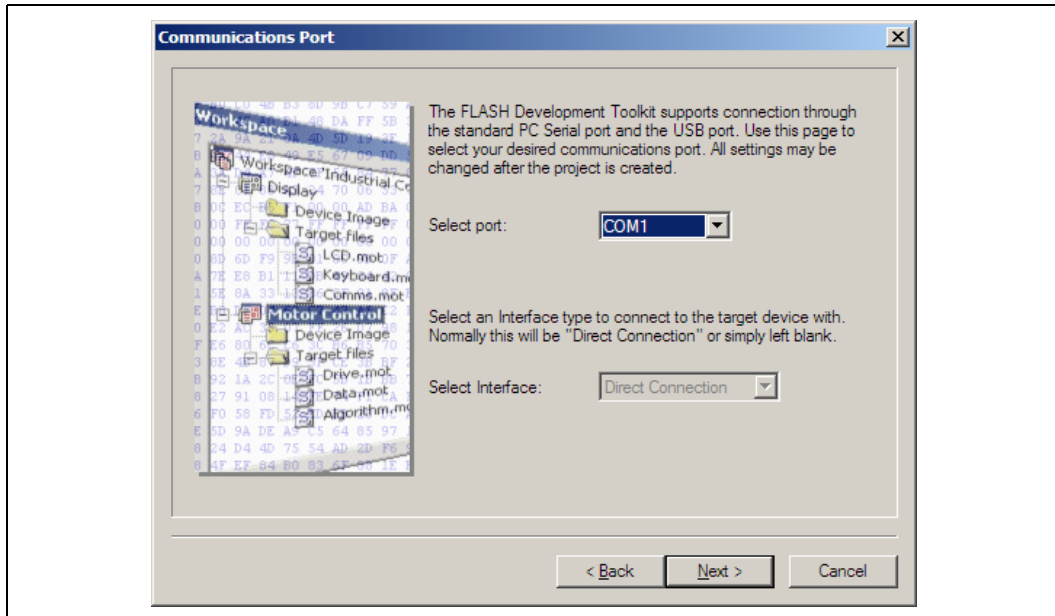 Communications Port
Workspace
Workspace 'Industrial Co
Display
Device Image
Target files
LCD.mot
Keyboard.m
Comms.mot
Motor Control
Device Image
Target files
Drive.mot
Data.mot
Algorithm.mo
The FLASH Development Toolkit supports connection through
the standard PC Serial port and the USB port. Use this page to
select your desired communications port. All settings may be
changed after the project is created.
Select port:
COM1
Select an Interface type to connect to the target device with.
Normally this will be "Direct Connection" or simply left blank.
Select Interface:
Direct Connection
< Back
Next >
Cancel